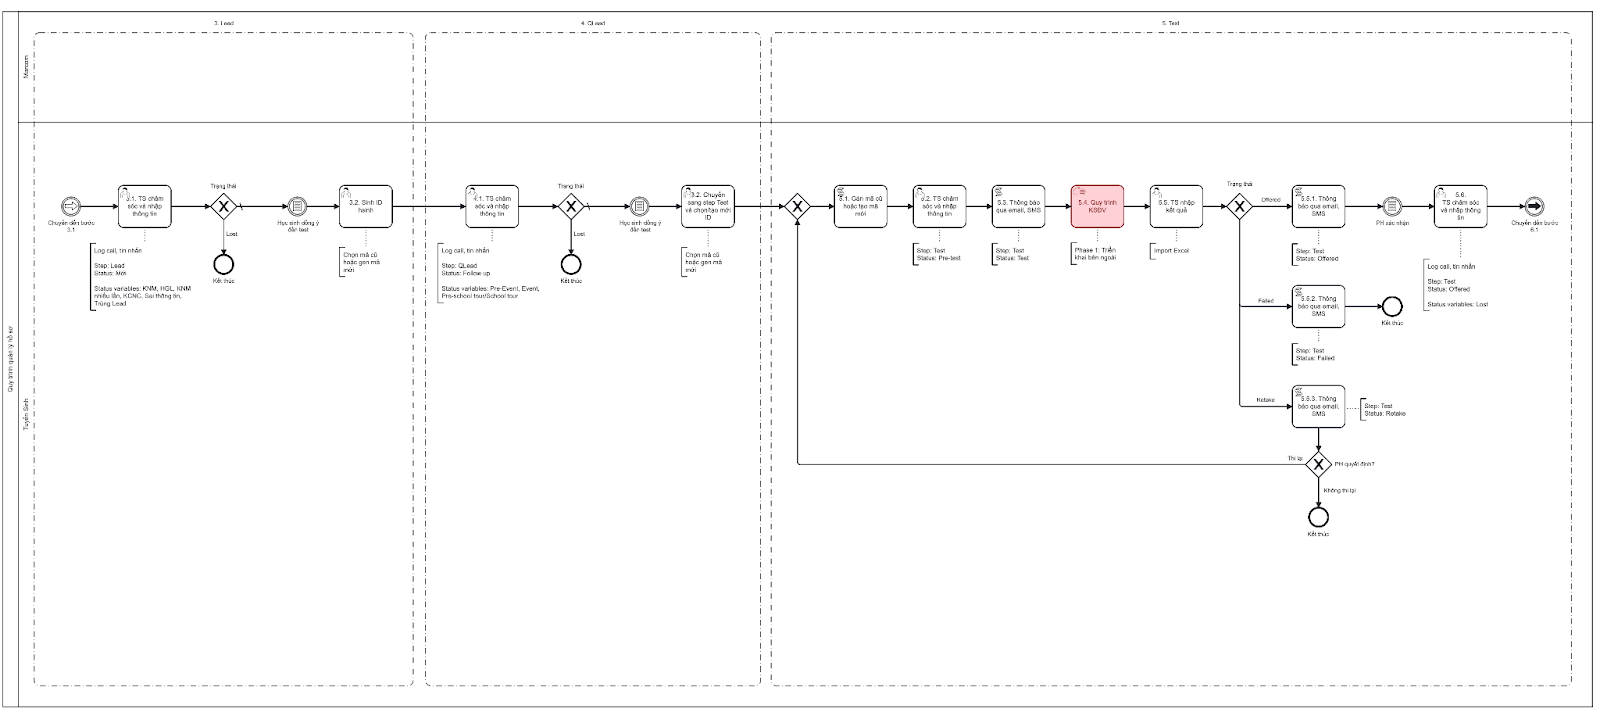 3. Lead
4. QLead
5. Test
Marcom
Quy trình quản lý hồ sơ
Tuyển Sinh
Chuyển đến bước
3.1
3.1. TS chăm
sóc và nhập
thông tin
Log call, tin nhắn
Step: Lead
Status: Mới
Status variables: KNM, HGL, KNM
nhiều lần, KCNC, Sai thông tin,
Trùng Lead
Trạng thái
Lost
Kết thúc
Học sinh đồng ý
đến test
3.2. Sinh ID
Chọn mã cũ
hoặc gen mã
mới
4.1. TS chăm
sóc và nhập
thông tin
Log call, tin nhắn
Step: QLead
Status: Follow up
Status variables: Pre-Event, Event,
Pre-school tour/School tour
Trạng thái
Lost
Kết thúc
Học sinh đồng ý
đến test
3.2. Chuyển
sang step Test
và chọn/tạo mới
ID
Chọn mã cũ
hoặc gen mã
mới
5.1. Gán mã cũ
hoặc tạo mã
mới
5.2. TS chăm
sóc và nhập
thông tin
Step: Test
Status: Pre-test
5.3. Thông báo
qua email, SMS
Step: Test
Status: Test
5.4. Quy trình
KSĐV
Phase 1: Triển
khai bên ngoài
5.5. TS nhập
kết quả
Import Excel
Trạng thái
Offered
5.5.1. Thông
báo qua email,
SMS
Step: Test
Status: Offered
PH xác nhận
5.6.
TS chăm sóc
và nhập thông
tin
Log call, tin nhắn
Step: Test
Status: Offered
Status variables: Lost
Chuyển đến bước
6.1
Failed
5.5.2. Thông
báo qua email,
SMS
Kết thúc
Step: Test
Status: Failed
Retake
5.5.3. Thông
báo qua email,
SMS
Step: Test
Status: Retake
Thi lại
PH quyết định?
Không thi lại
Kết thúc